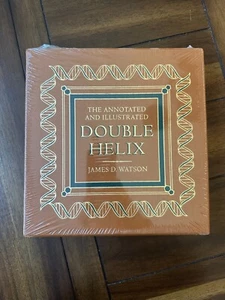 THE ANNOTATED
AND ILLUSTRATED
DOUBLE
HELIX
JAMES D. WATSON